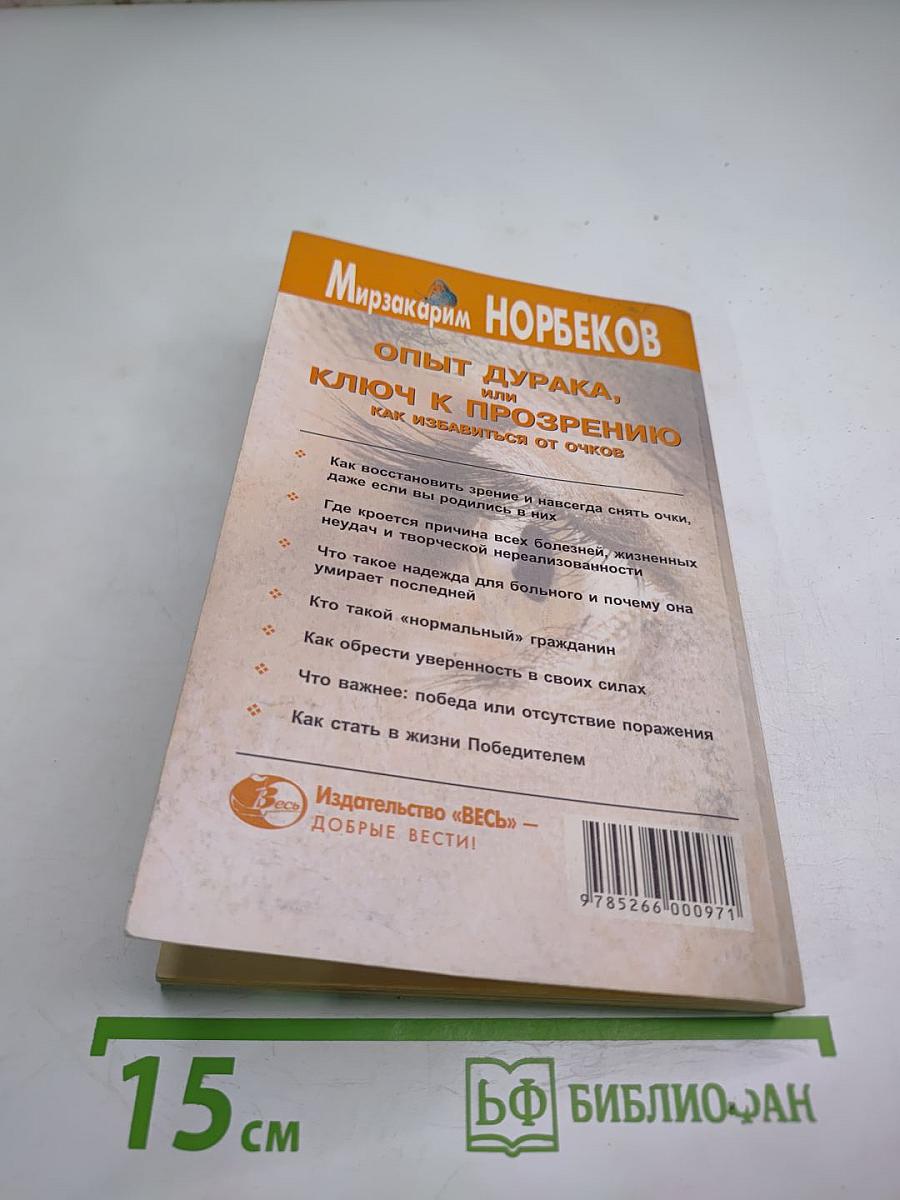 Мирзакарим НОРБЕКОВ
ОПЫТ ДУРАКА,
ИЛИ
КЛЮЧ К ПРОЗРЕНИЮ
КАК ИЗБАВИТЬСЯ ОТ ОЧКОВ
Как восстановить зрение и навсегда снять очки,
даже если вы родились в них
Где кроется причина всех болезней, жизненных
неудач и творческой нереализованности
Что такое надежда для больного и почему она
умирает последней
Кто такой «нормальный» гражданин
Как обрести уверенность в своих силах
Что важнее: победа или отсутствие поражения
Как стать в жизни Победителем
Весь
Издательство «ВЕСЬ» –
ДОБРЫЕ ВЕСТИ!
9 785266 000971
15 см
БФ БИБЛИОФАН